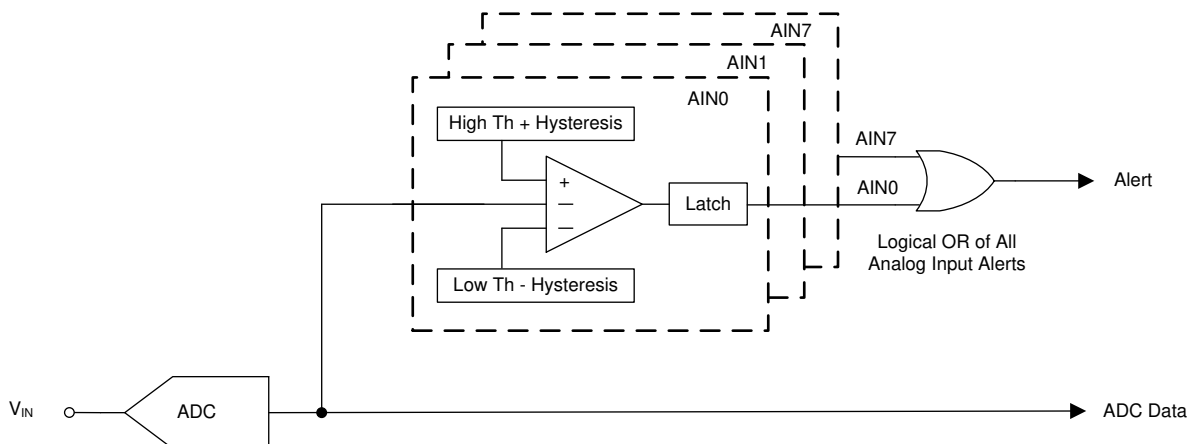 AIN7
AIN1
AIN0
High Th + Hysteresis
+
—
—
Latch
Low Th - Hysteresis
AIN7
AIN0
Alert
Logical OR of All
Analog Input Alerts
VIN
ADC
ADC Data